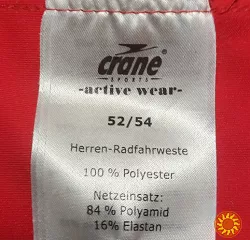 crane
SPORTS
-active wear-
52/54
Herren-Radfahrweste
100 % Polyester
Netzeinsatz:
84 % Polyamid
16% Elastan